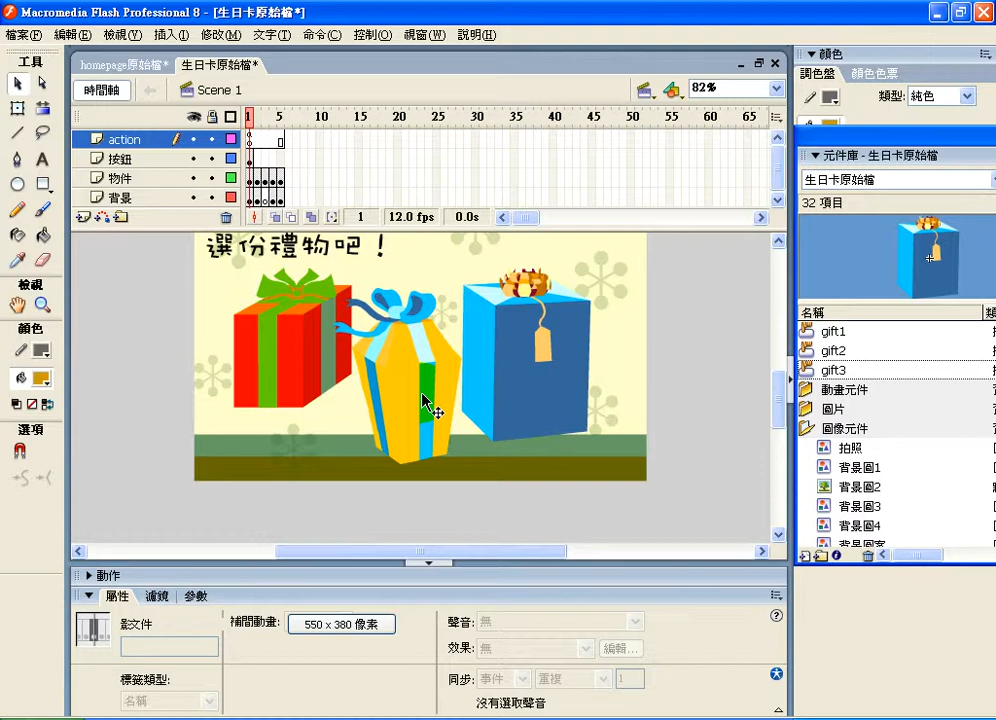 Macromedia Flash Professional 8 - [生日卡原始檔*]
檔案(F) 編輯(E) 檢視(V) 插入(I) 修改(M) 文字(T) 命令(C) 控制(O) 視窗(W) 說明(H)
工具
homepage原始檔* 生日卡原始檔*
時間軸 Scene 1 82%
1 5 10 15 20 25 30 35 40 45 50 55 60 65
action
按鈕
物件
背景
1 12.0 fps 0.0s
選份禮物吧！
檢視
顏色
選項
動作
屬性 濾鏡 參數
影文件
補間動畫: 550 x 380 像素
標籤類型:
名稱
聲音: 無
效果: 無 編輯...
同步: 事件 重複 1
沒有選取聲音
顏色
調色盤 顏色色票
類型: 純色
元件庫 - 生日卡原始檔
生日卡原始檔
32 項目
名稱
gift1
gift2
gift3
動畫元件
圖片
圖像元件
拍照
背景圖1
背景圖2
背景圖3
背景圖4
背景圖案